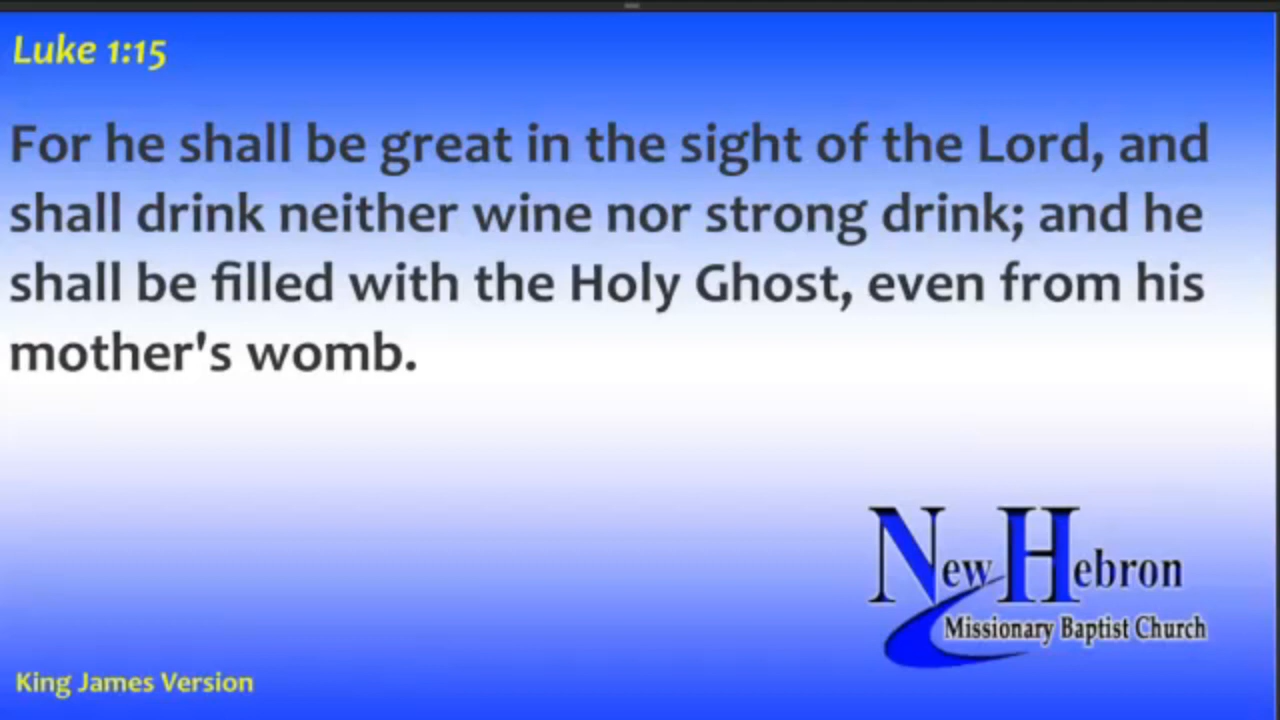 Luke 1:15
For he shall be great in the sight of the Lord, and
shall drink neither wine nor strong drink; and he
shall be filled with the Holy Ghost, even from his
mother's womb.
New Hebron
Missionary Baptist Church
King James Version